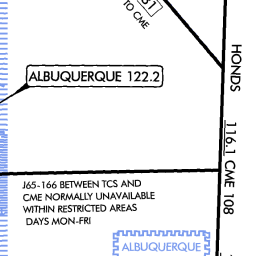 31
TO CME
ALBUQUERQUE 122.2
HONDS
116.1 CME 108
J65-166 BETWEEN TCS AND
CME NORMALLY UNAVAILABLE
WITHIN RESTRICTED AREAS
DAYS MON-FRI
ALBUQUERQUE